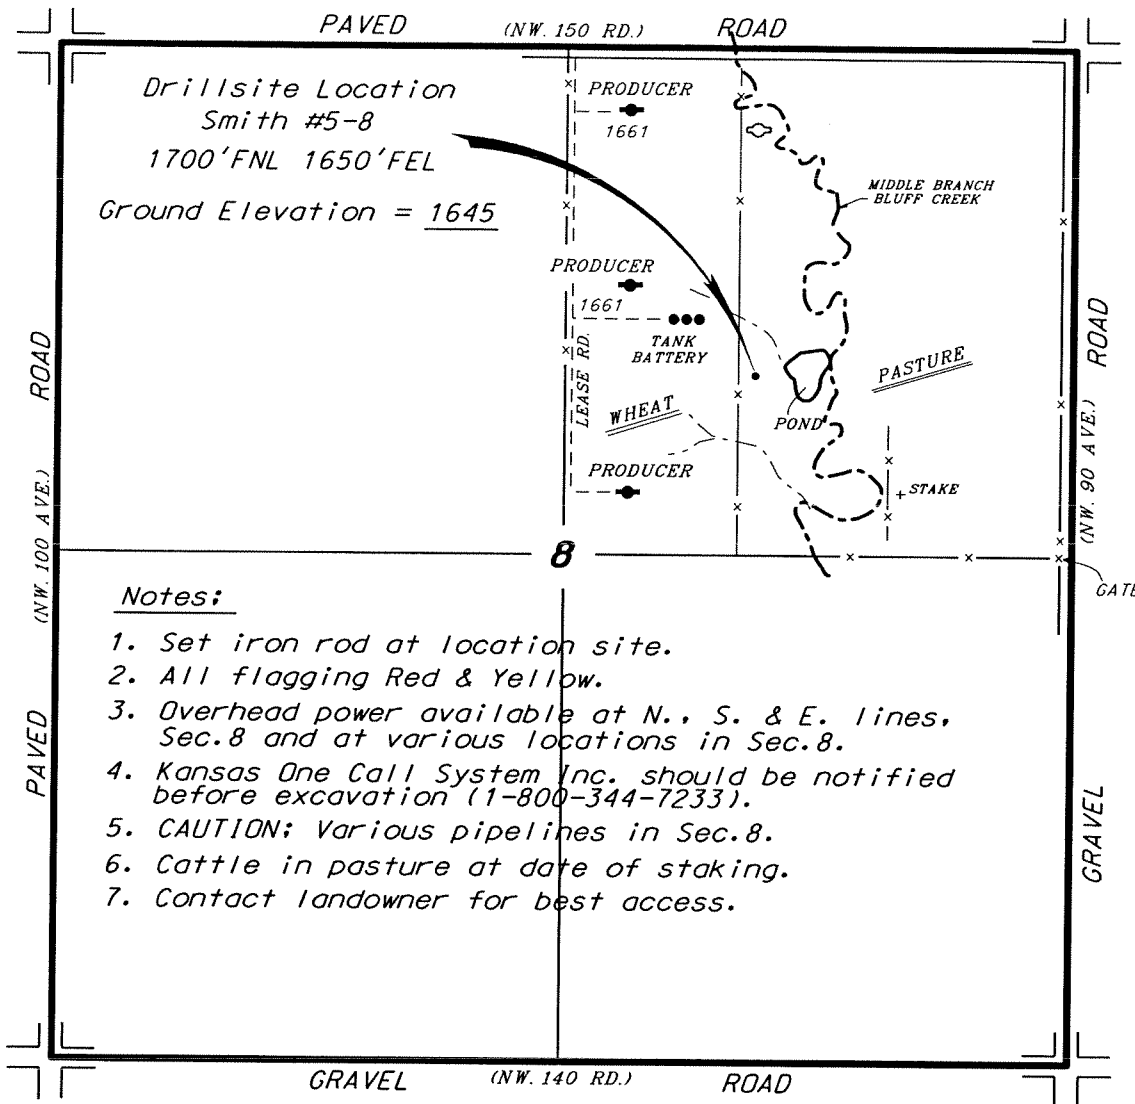 PAVED (NW. 150 RD.) ROAD
Drillsite Location
Smith #5-8
1700'FNL 1650'FEL
Ground Elevation = 1645
PRODUCER
1661
MIDDLE BRANCH
BLUFF CREEK
PRODUCER
1661
TANK
BATTERY
LEASE RD.
WHEAT
POND
PASTURE
PRODUCER
STAKE
8
GATE
PAVED (NW. 100 AVE.) ROAD
ROAD (NW. 90 AVE.) GRAVEL
Notes:
1. Set iron rod at location site.
2. All flagging Red & Yellow.
3. Overhead power available at N., S. & E. lines,
Sec.8 and at various locations in Sec.8.
4. Kansas One Call System Inc. should be notified
before excavation (1-800-344-7233).
5. CAUTION: Various pipelines in Sec.8.
6. Cattle in pasture at date of staking.
7. Contact landowner for best access.
GRAVEL (NW. 140 RD.) ROAD